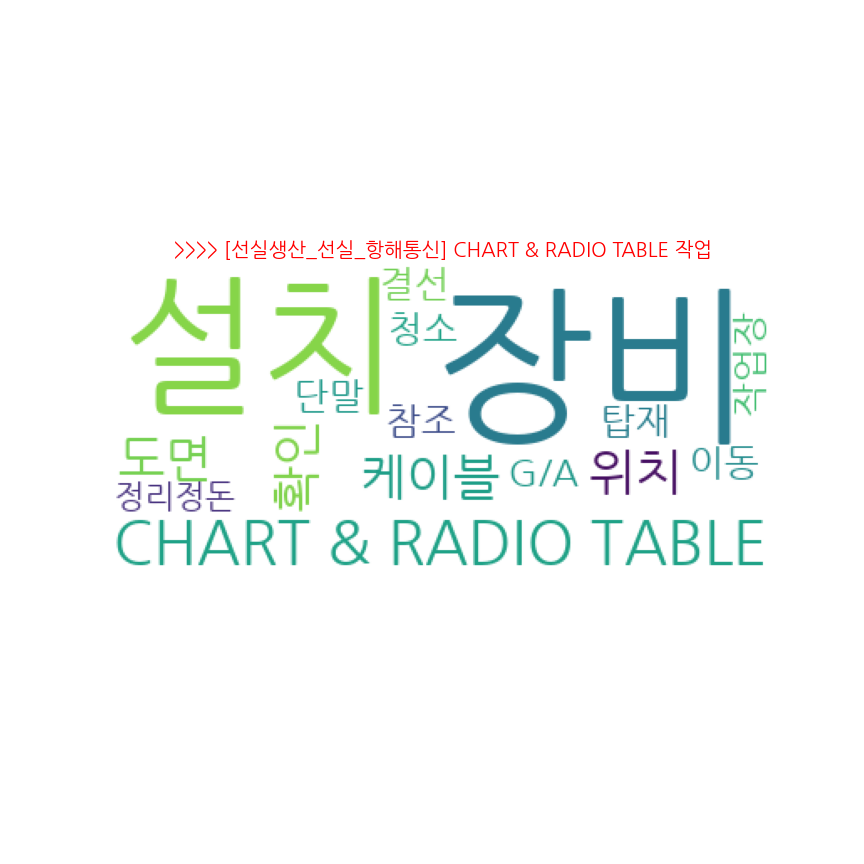 >>>> [선실생산_선실_항해통신] CHART & RADIO TABLE 작업
결선
설치
장비
청소
작업장
단말
참조
탑재
도면
확인
케이블
G/A
위치
이동
정리정돈
CHART & RADIO TABLE